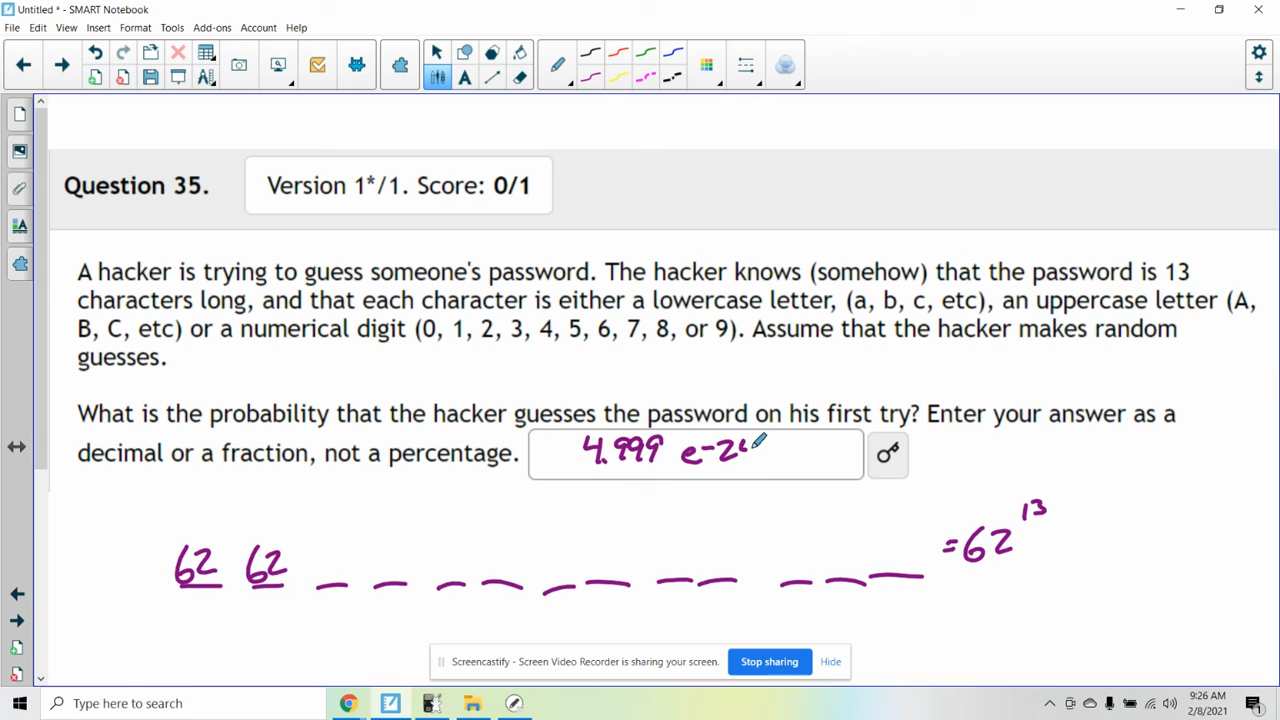 Untitled * - SMART Notebook
File Edit View Insert Format Tools Add-ons Account Help
Question 35. Version 1*/1. Score: 0/1
A hacker is trying to guess someone's password. The hacker knows (somehow) that the password is 13
characters long, and that each character is either a lowercase letter, (a, b, c, etc), an uppercase letter (A,
B, C, etc) or a numerical digit (0, 1, 2, 3, 4, 5, 6, 7, 8, or 9). Assume that the hacker makes random
guesses.
What is the probability that the hacker guesses the password on his first try? Enter your answer as a
decimal or a fraction, not a percentage. 4.999 e-24
62 62 _ _ _ _ _ _ _ _ _ _ _ =62^13
Screencastify - Screen Video Recorder is sharing your screen. Stop sharing Hide
Type here to search
9:26 AM
2/8/2021